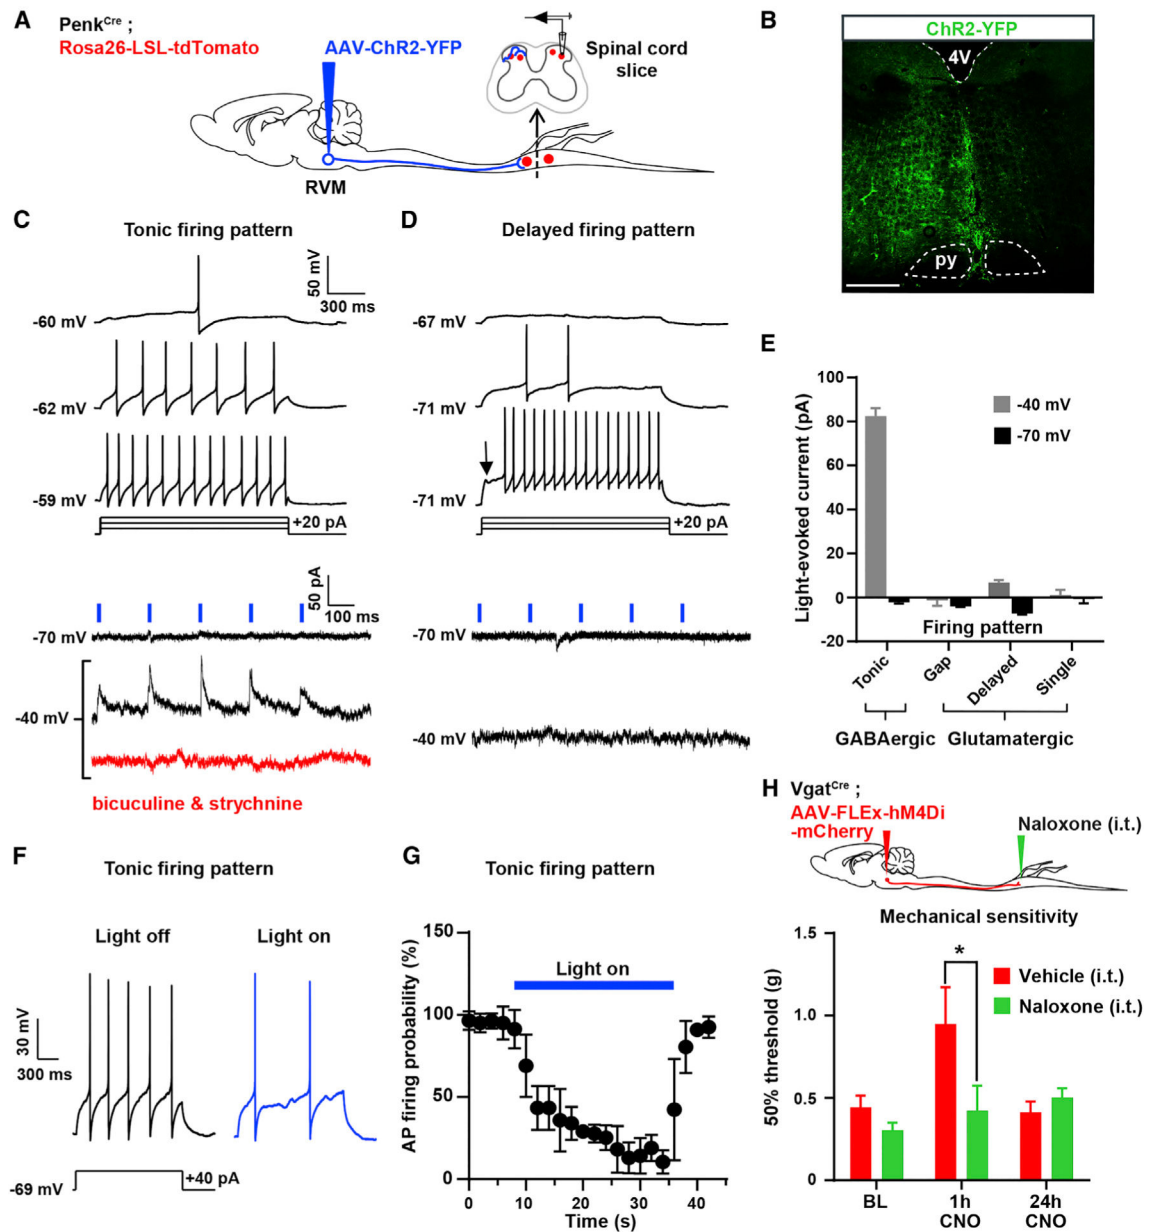 A
Penk^Cre ;
Rosa26-LSL-tdTomato
AAV-ChR2-YFP
Spinal cord
slice
RVM
B
ChR2-YFP
4V
py
C
Tonic firing pattern
50 mV
300 ms
-60 mV
-62 mV
-59 mV
+20 pA
50 pA
100 ms
-70 mV
-40 mV
bicuculine & strychnine
D
Delayed firing pattern
-67 mV
-71 mV
-71 mV
+20 pA
-70 mV
-40 mV
E
Light-evoked current (pA)
100
80
60
40
20
0
-20
-40 mV
-70 mV
Firing pattern
Tonic
Gap
Delayed
Single
GABAergic
Glutamatergic
F
Tonic firing pattern
Light off
Light on
30 mV
300 ms
-69 mV
+40 pA
G
Tonic firing pattern
AP firing probability (%)
150
100
50
0
Light on
0
10
20
30
40
Time (s)
H
Vgat^Cre ;
AAV-FLEx-hM4Di
-mCherry
Naloxone (i.t.)
Mechanical sensitivity
50% threshold (g)
1.5
1.0
0.5
0
*
Vehicle (i.t.)
Naloxone (i.t.)
BL
1h
CNO
24h
CNO